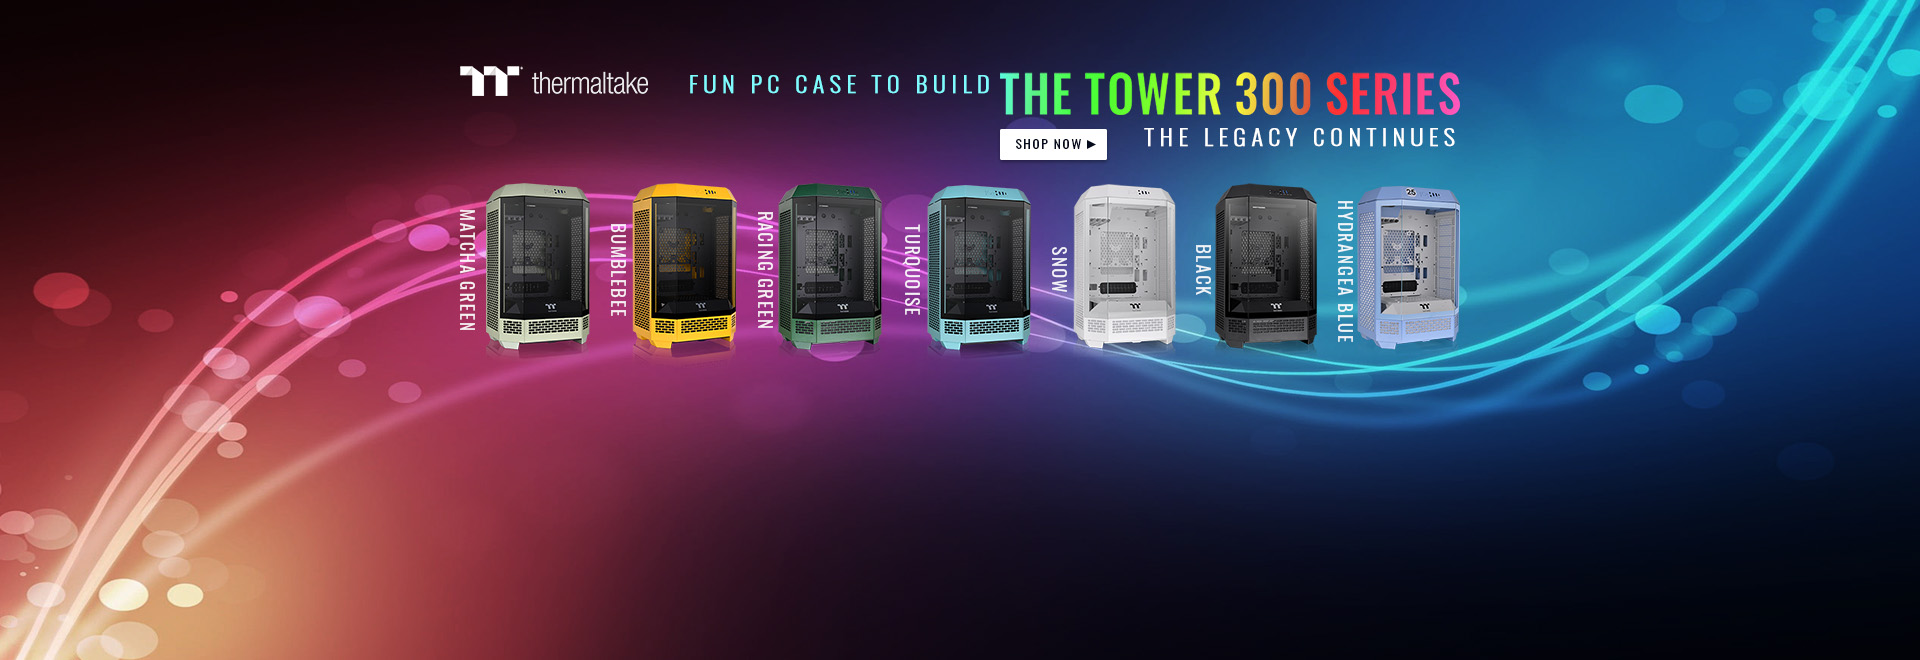 thermaltake
FUN PC CASE TO BUILD
THE TOWER 300 SERIES
SHOP NOW ▶
THE LEGACY CONTINUES
MATCHA GREEN
BUMBLEBEE
RACING GREEN
TURQUOISE
SNOW
BLACK
HYDRANGEA BLUE
25